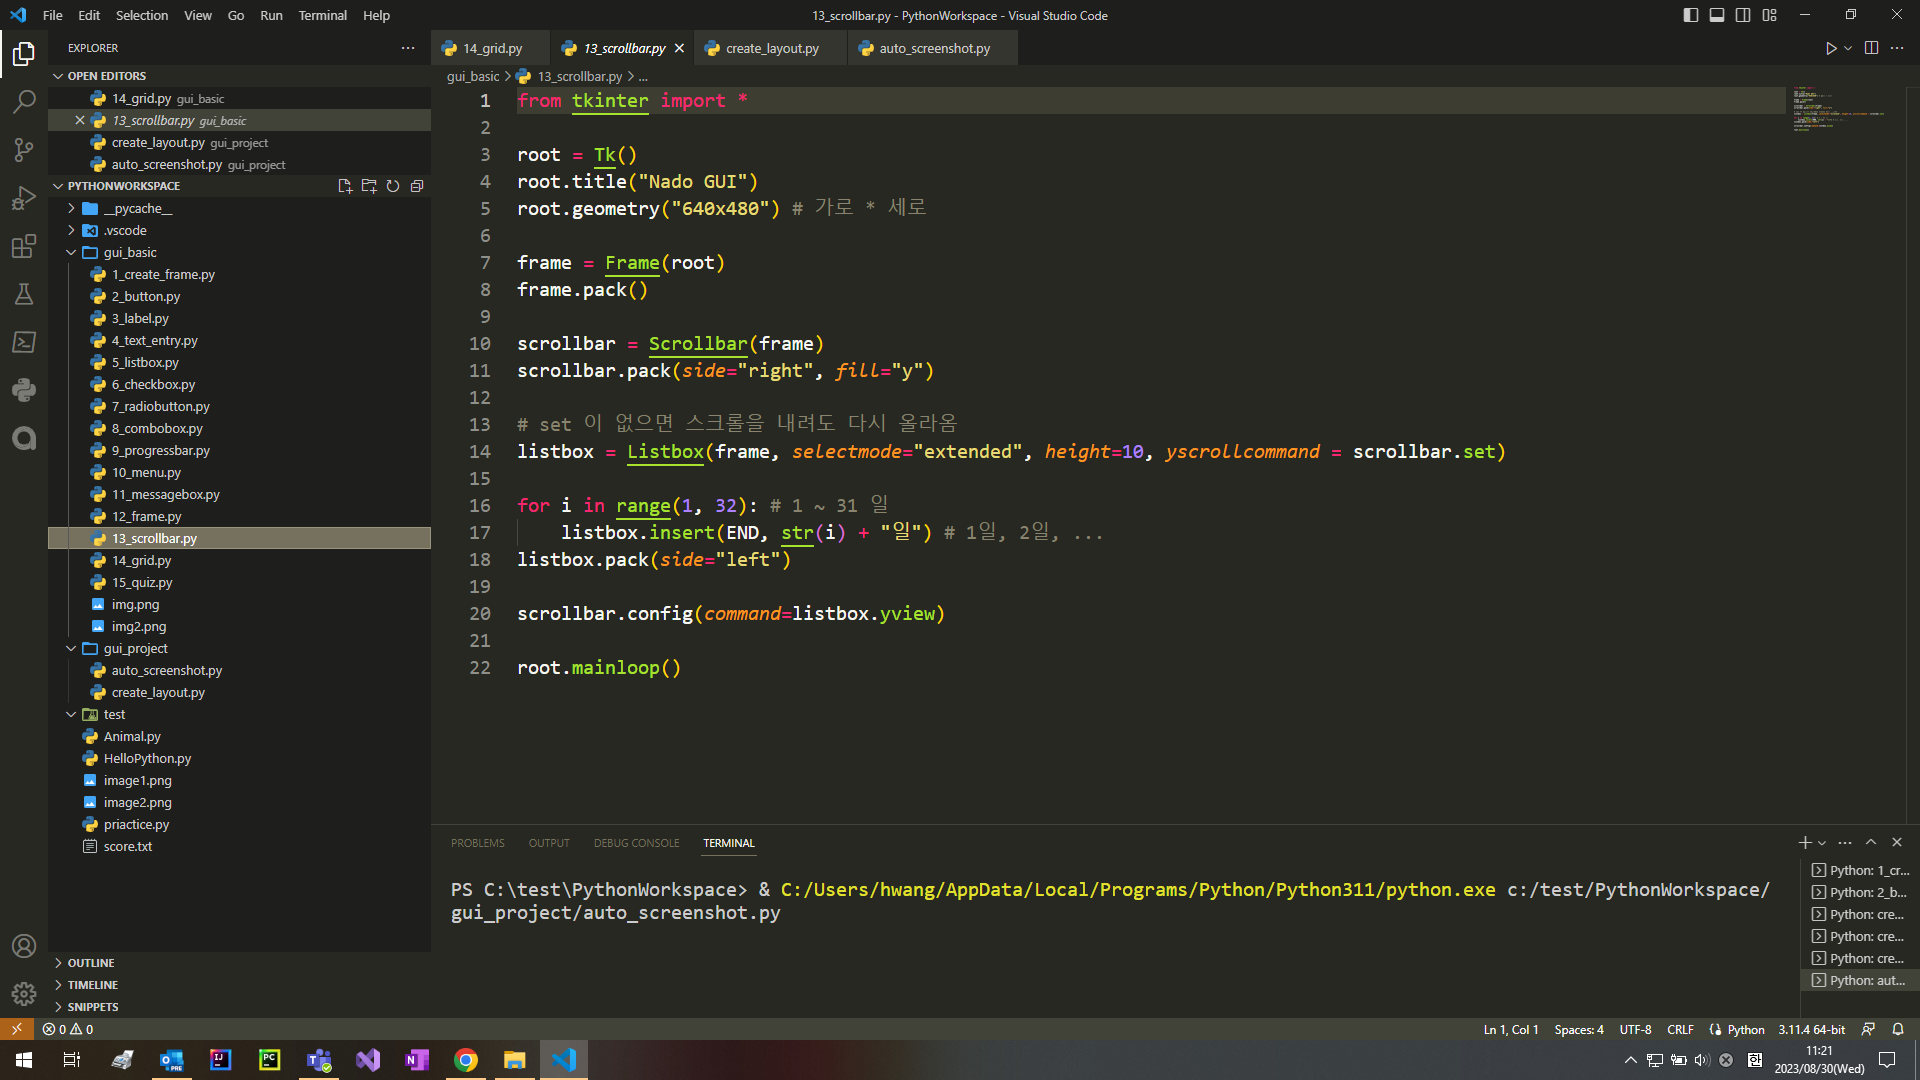 File Edit Selection View Go Run Terminal Help
13_scrollbar.py - PythonWorkspace - Visual Studio Code
EXPLORER
OPEN EDITORS
14_grid.py gui_basic
13_scrollbar.py gui_basic
create_layout.py gui_project
auto_screenshot.py gui_project
PYTHONWORKSPACE
__pycache__
.vscode
gui_basic
1_create_frame.py
2_button.py
3_label.py
4_text_entry.py
5_listbox.py
6_checkbox.py
7_radiobutton.py
8_combobox.py
9_progressbar.py
10_menu.py
11_messagebox.py
12_frame.py
13_scrollbar.py
14_grid.py
15_quiz.py
img.png
img2.png
gui_project
auto_screenshot.py
create_layout.py
test
Animal.py
HelloPython.py
image1.png
image2.png
priactice.py
score.txt
OUTLINE
TIMELINE
SNIPPETS
14_grid.py 13_scrollbar.py create_layout.py auto_screenshot.py
gui_basic > 13_scrollbar.py > ...
1 from tkinter import *
2
3 root = Tk()
4 root.title("Nado GUI")
5 root.geometry("640x480") # 가로 * 세로
6
7 frame = Frame(root)
8 frame.pack()
9
10 scrollbar = Scrollbar(frame)
11 scrollbar.pack(side="right", fill="y")
12
13 # set 이 없으면 스크롤을 내려도 다시 올라옴
14 listbox = Listbox(frame, selectmode="extended", height=10, yscrollcommand = scrollbar.set)
15
16 for i in range(1, 32): # 1 ~ 31 일
17     listbox.insert(END, str(i) + "일") # 1일, 2일, ...
18 listbox.pack(side="left")
19
20 scrollbar.config(command=listbox.yview)
21
22 root.mainloop()
PROBLEMS OUTPUT DEBUG CONSOLE TERMINAL
PS C:\test\PythonWorkspace> & C:/Users/hwang/AppData/Local/Programs/Python/Python311/python.exe c:/test/PythonWorkspace/
gui_project/auto_screenshot.py
Python: 1_cr...
Python: 2_b...
Python: cre...
Python: cre...
Python: cre...
Python: aut...
0 0
Ln 1, Col 1 Spaces: 4 UTF-8 CRLF Python 3.11.4 64-bit
11:21
2023/08/30(Wed)